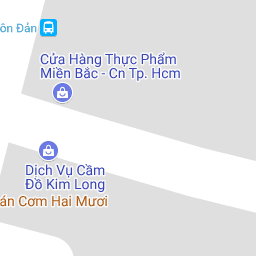 ôn Đản
Cửa Hàng Thực Phẩm
Miền Bắc - Cn Tp. Hcm
Dịch Vụ Cầm
Đồ Kim Long
án Cơm Hai Mươi